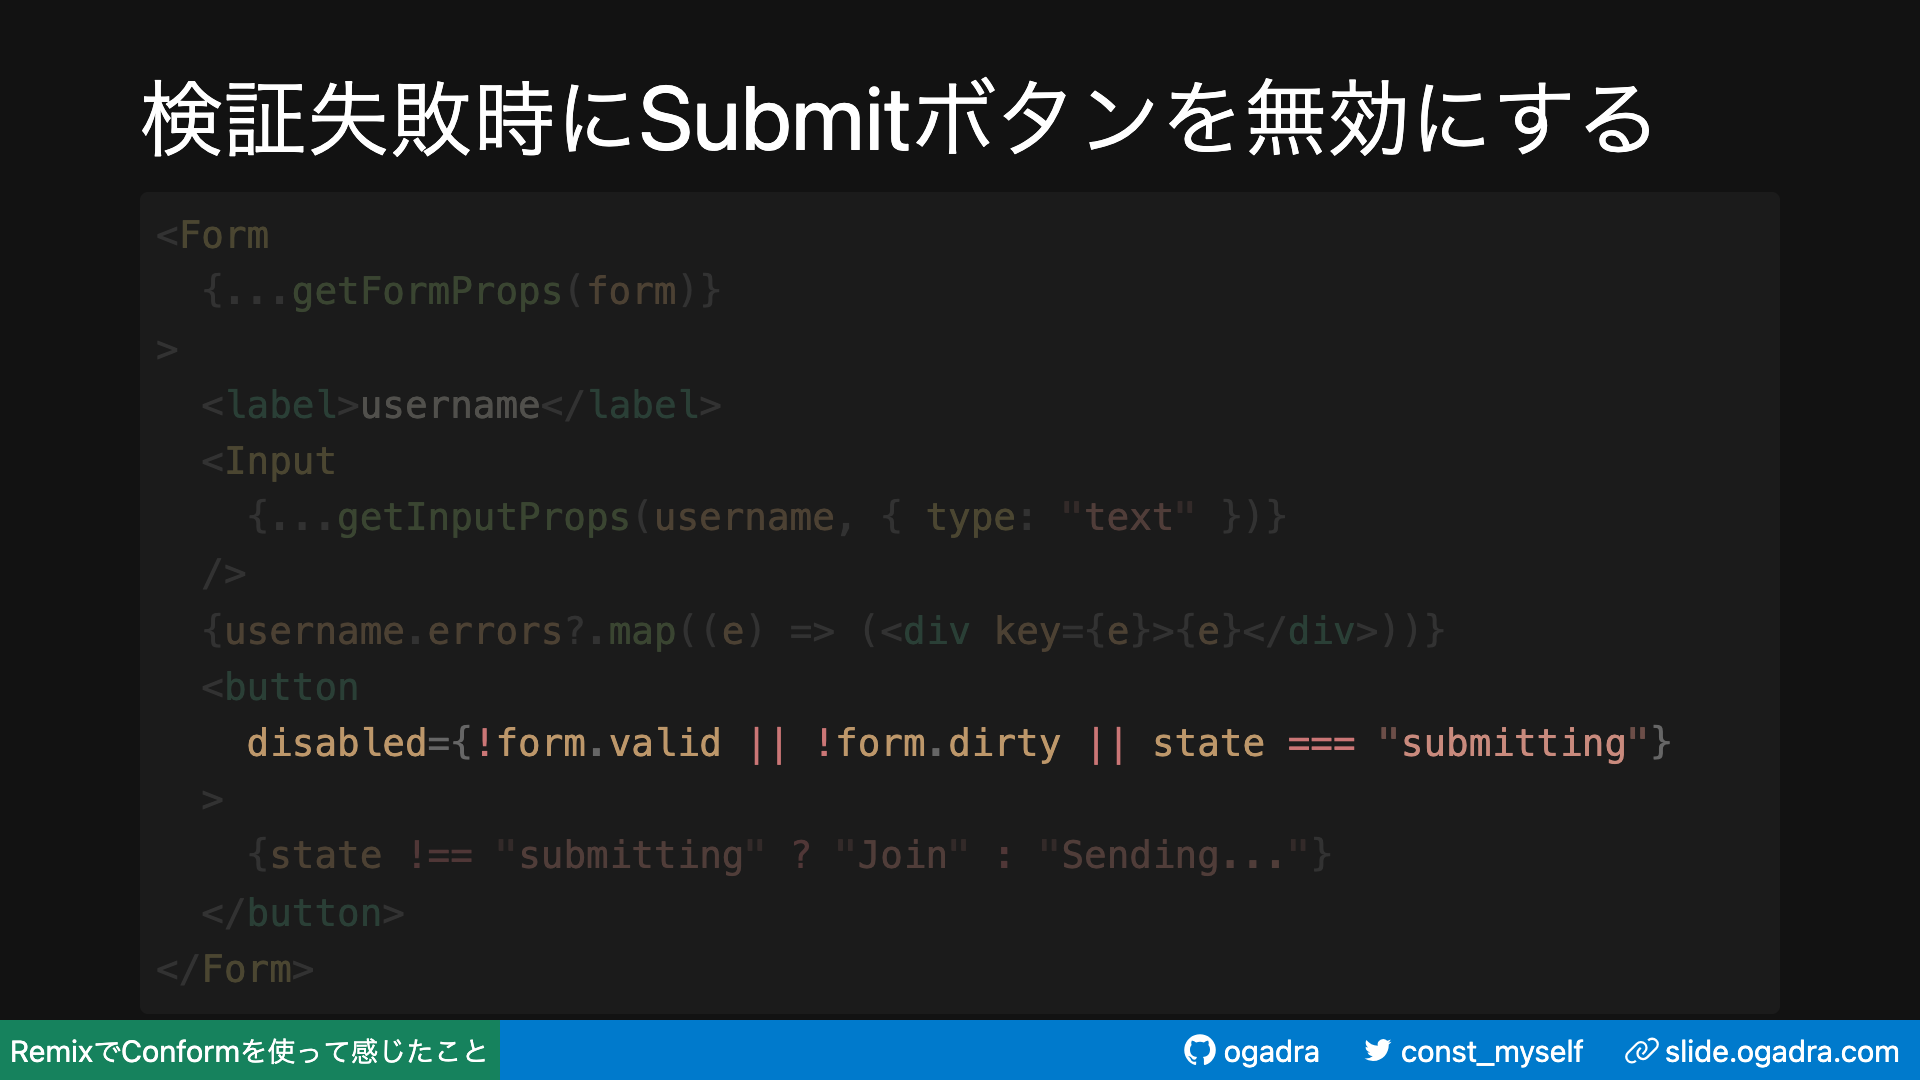 検証失敗時にSubmitボタンを無効にする
<Form
  {...getFormProps(form)}
>
  <label>username</label>
  <Input
    {...getInputProps(username, { type: "text" })}
  />
  {username.errors?.map((e) => (<div key={e}>{e}</div>))}
  <button
    disabled={!form.valid || !form.dirty || state === "submitting"}
  >
    {state !== "submitting" ? "Join" : "Sending..."}
  </button>
</Form>
RemixでConformを使って感じたこと
ogadra const_myself slide.ogadra.com